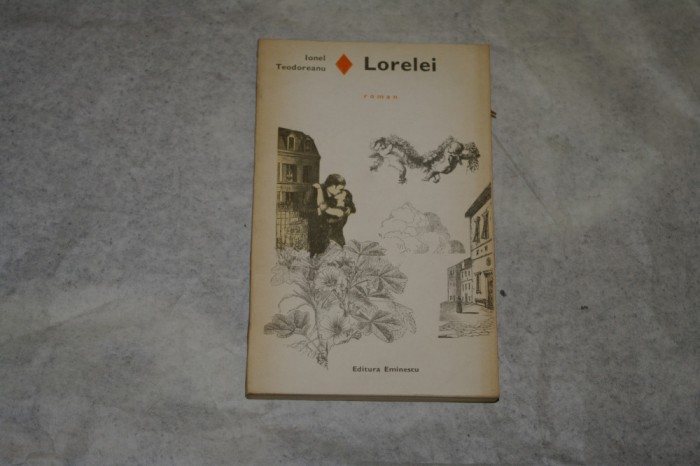 Ionel
Teodoreanu
Lorelei
roman
Editura Eminescu